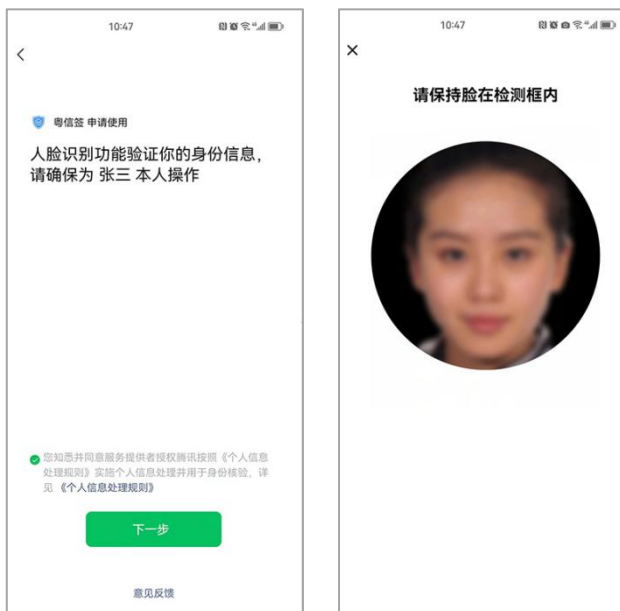 10:47
粤信签 申请使用
人脸识别功能验证你的身份信息，
请确保为 张三 本人操作
您知悉并同意服务提供者授权腾讯按照《个人信息
处理规则》实施个人信息处理并用于身份核验，详
见《个人信息处理规则》
下一步
意见反馈
10:47
请保持脸在检测框内